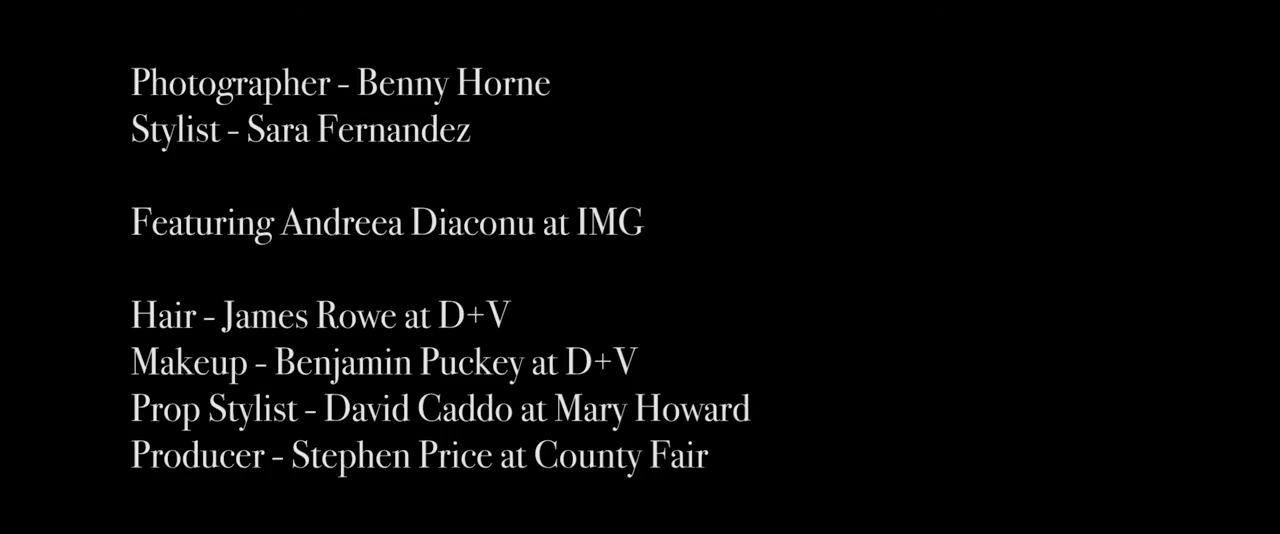 Photographer - Benny Horne
Stylist - Sara Fernandez
Featuring Andreea Diaconu at IMG
Hair - James Rowe at D+V
Makeup - Benjamin Puckey at D+V
Prop Stylist - David Caddo at Mary Howard
Producer - Stephen Price at County Fair